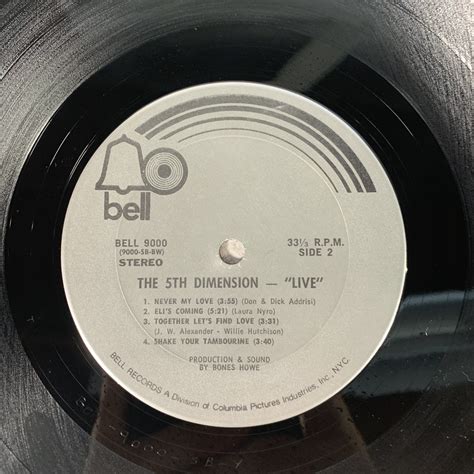 bell
BELL 9000
(9000-SB-BW)
STEREO
33⅓ R.P.M.
SIDE 2
THE 5TH DIMENSION — "LIVE"
1. NEVER MY LOVE (3:55) (Don & Dick Addrisi)
2. ELI'S COMING (5:21) (Laura Nyro)
3. TOGETHER LET'S FIND LOVE (3:31)
(J. W. Alexander - Willie Hutchison)
4. SHAKE YOUR TAMBOURINE (3:40)
PRODUCTION & SOUND
BY BONES HOWE
BELL RECORDS A Division of Columbia Pictures Industries, Inc., NYC.